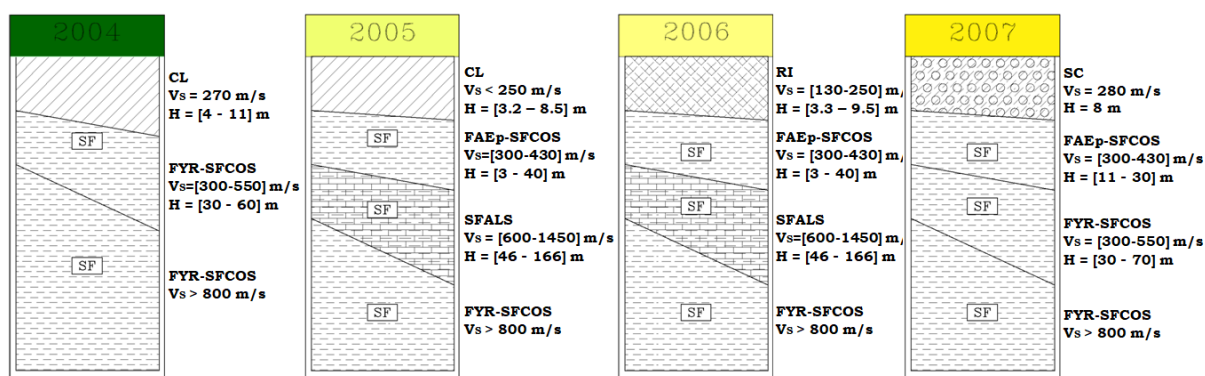 2004
CL
Vs = 270 m/s
H = [4 - 11] m
SF
FYR-SFCOS
Vs=[300-550] m/s
H = [30 - 60] m
SF
FYR-SFCOS
Vs > 800 m/s
2005
CL
Vs < 250 m/s
H = [3.2 – 8.5] m
SF
FAEp-SFCOS
Vs=[300-430] m/s
H = [3 - 40] m
SF
SFALS
Vs = [600-1450] m/s
H = [46 - 166] m
SF
FYR-SFCOS
Vs > 800 m/s
2006
RI
Vs = [130-250] m/
H = [3.3 – 9.5] m
SF
FAEp-SFCOS
Vs = [300-430] m/s
H = [3 - 40] m
SF
SFALS
Vs=[600-1450] m/
H = [46 - 166] m
SF
FYR-SFCOS
Vs > 800 m/s
2007
SC
Vs = 280 m/s
H = 8 m
SF
FAEp-SFCOS
Vs = [300-430] m/s
H = [11 - 30] m
SF
FYR-SFCOS
Vs = [300-550] m/s
H = [30 - 70] m
SF
FYR-SFCOS
Vs > 800 m/s